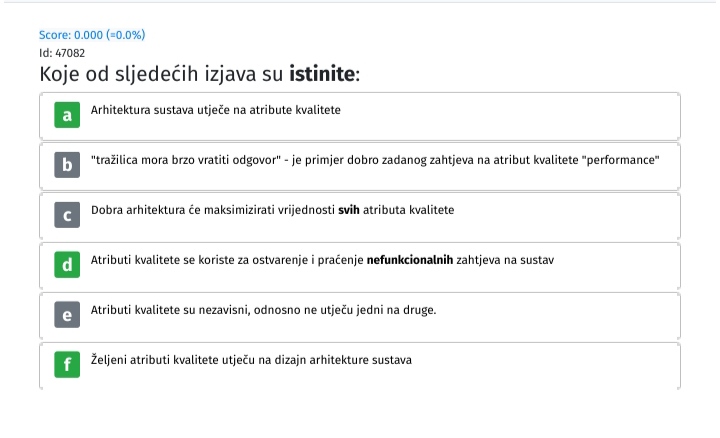 Score: 0.000 (=0.0%)
Id: 47082
Koje od sljedećih izjava su istinite:
a Arhitektura sustava utječe na atribute kvalitete
b "tražilica mora brzo vratiti odgovor" - je primjer dobro zadanog zahtjeva na atribut kvalitete "performance"
c Dobra arhitektura će maksimizirati vrijednosti svih atributa kvalitete
d Atributi kvalitete se koriste za ostvarenje i praćenje nefunkcionalnih zahtjeva na sustav
e Atributi kvalitete su nezavisni, odnosno ne utječu jedni na druge.
f Željeni atributi kvalitete utječu na dizajn arhitekture sustava